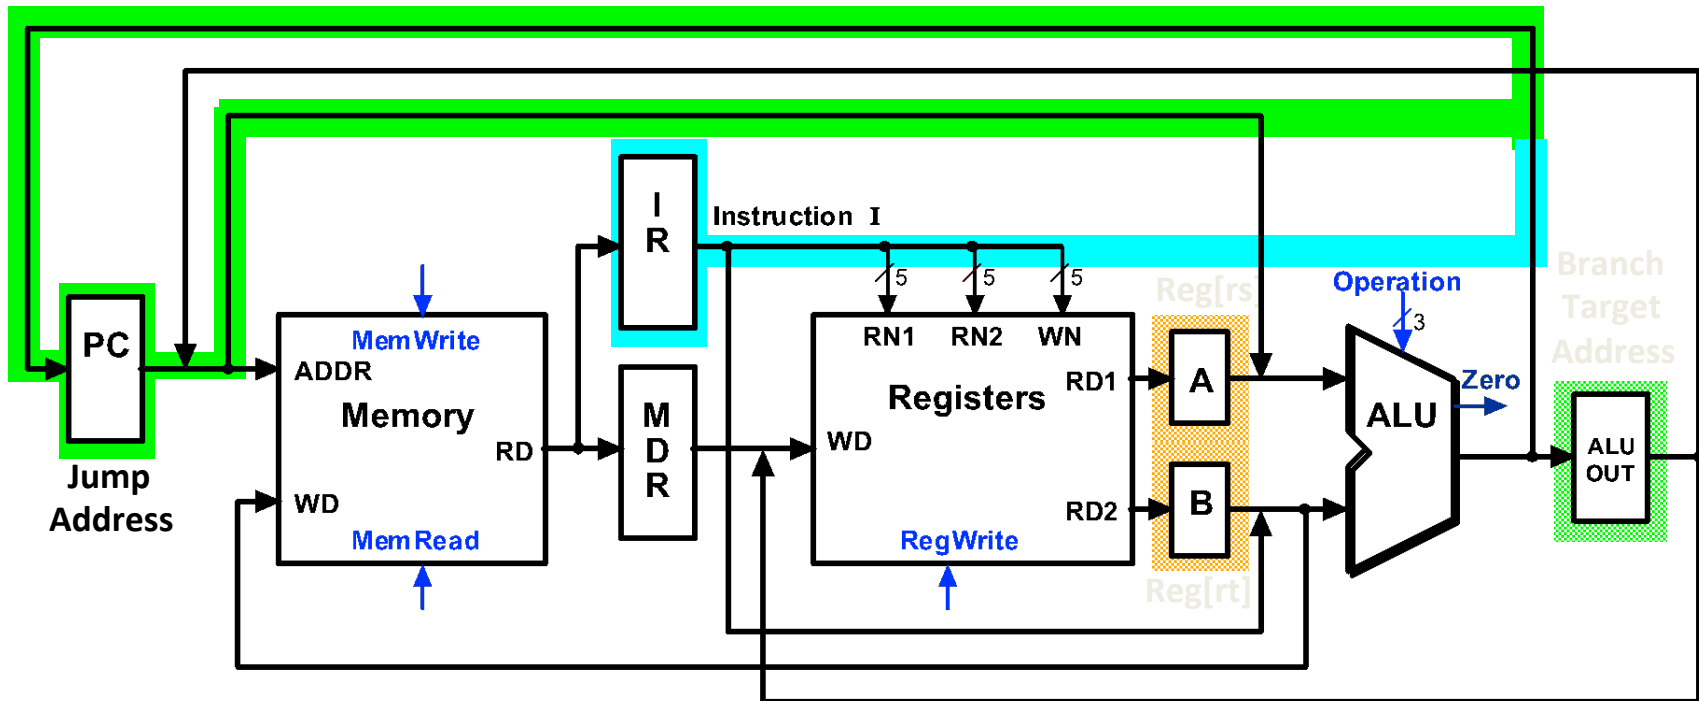 I
R
Instruction I
5
5
5
Branch
Target
Address
Reg[rs]
Operation
3
PC
MemWrite
RN1
RN2
WN
ADDR
Memory
RD
M
D
R
WD
Registers
RD1
A
ALU
Zero
ALU
OUT
Jump
Address
WD
MemRead
RD2
B
RegWrite
Reg[rt]